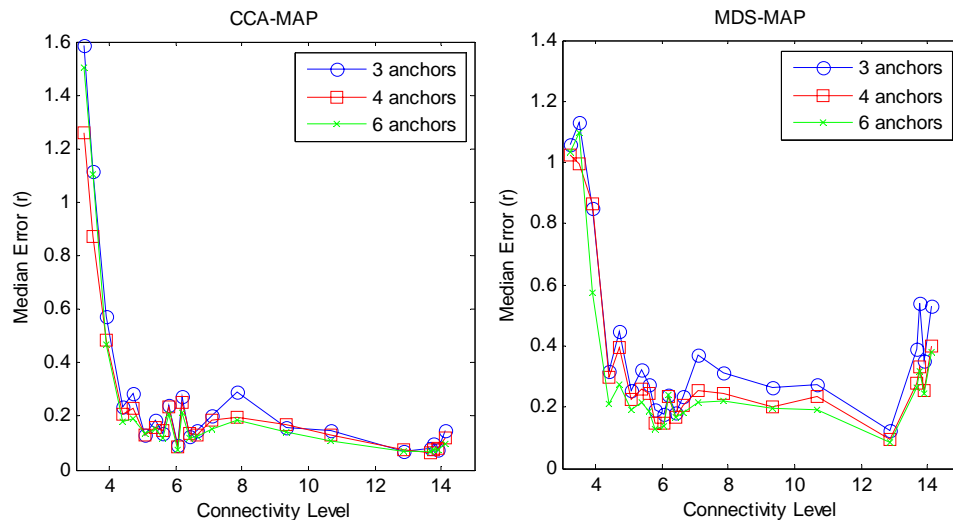 CCA-MAP
1.6
1.4
1.2
1
0.8
0.6
0.4
0.2
0
4 6 8 10 12 14
Connectivity Level
Median Error (r)
3 anchors
4 anchors
6 anchors
MDS-MAP
1.4
1.2
1
0.8
0.6
0.4
0.2
0
4 6 8 10 12 14
Connectivity Level
Median Error (r)
3 anchors
4 anchors
6 anchors